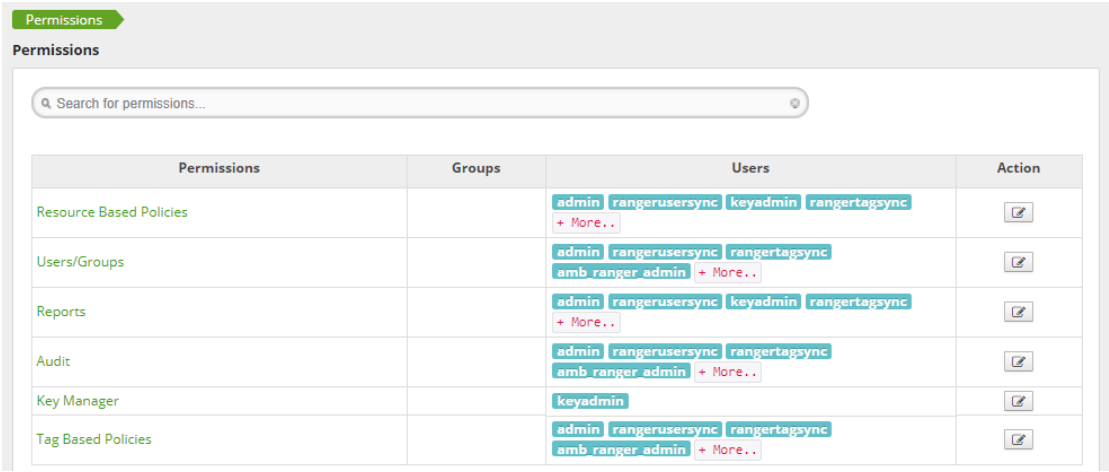 Permissions
Permissions
Search for permissions...
Permissions Groups Users Action
Resource Based Policies admin rangerusersync keyadmin rangertagsync
+ More..
Users/Groups admin rangerusersync rangertagsync
amb_ranger_admin + More..
Reports admin rangerusersync keyadmin rangertagsync
+ More..
Audit admin rangerusersync rangertagsync
amb_ranger_admin + More..
Key Manager keyadmin
Tag Based Policies admin rangerusersync rangertagsync
amb_ranger_admin + More..